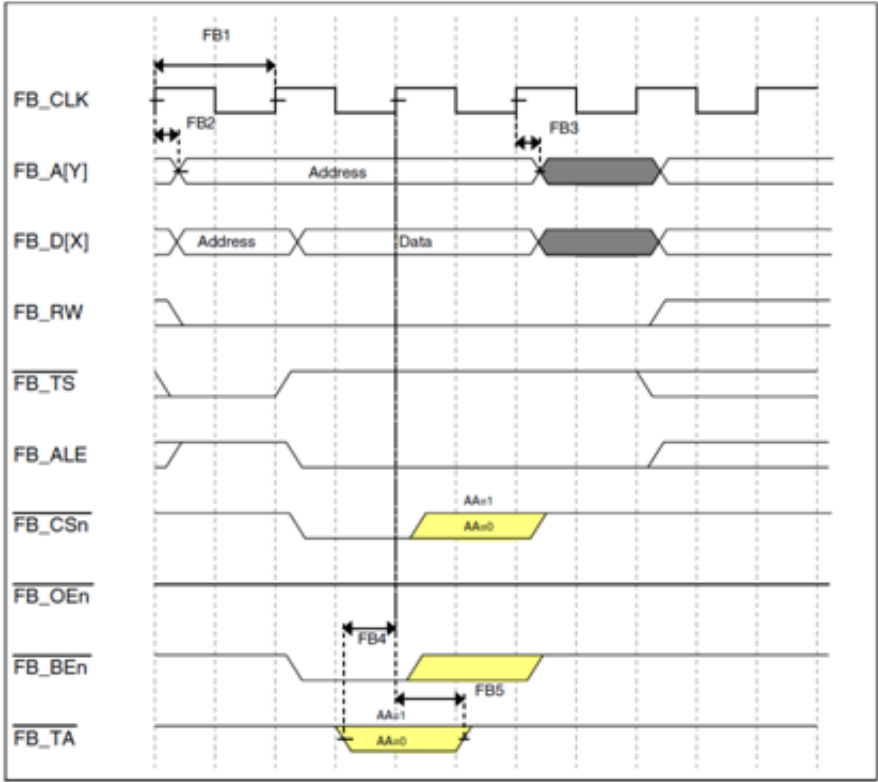 FB1
FB_CLK
FB2
FB3
FB_A[Y]
Address
FB_D[X]
Address
Data
FB_RW
FB_TS
FB_ALE
AA=1
FB_CSn
AA=0
FB_OEn
FB4
FB_BEn
FB5
AA=1
FB_TA
AA=0